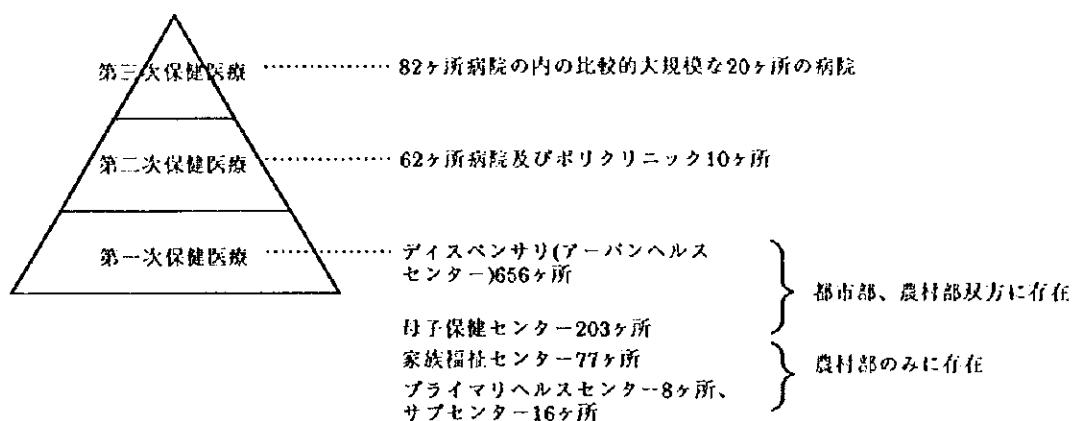 第三次保健医療 ………… 82ヶ所病院の内の比較的大規模な20ヶ所の病院
第二次保健医療 ………… 62ヶ所病院及びポリクリニック10ヶ所
第一次保健医療 ………… ディスペンサリ(アーバンヘルス
センター)656ヶ所
都市部、農村部双方に存在
母子保健センター203ヶ所
家族福祉センター77ヶ所
農村部のみに存在
プライマリヘルスセンター8ヶ所、
サブセンター16ヶ所